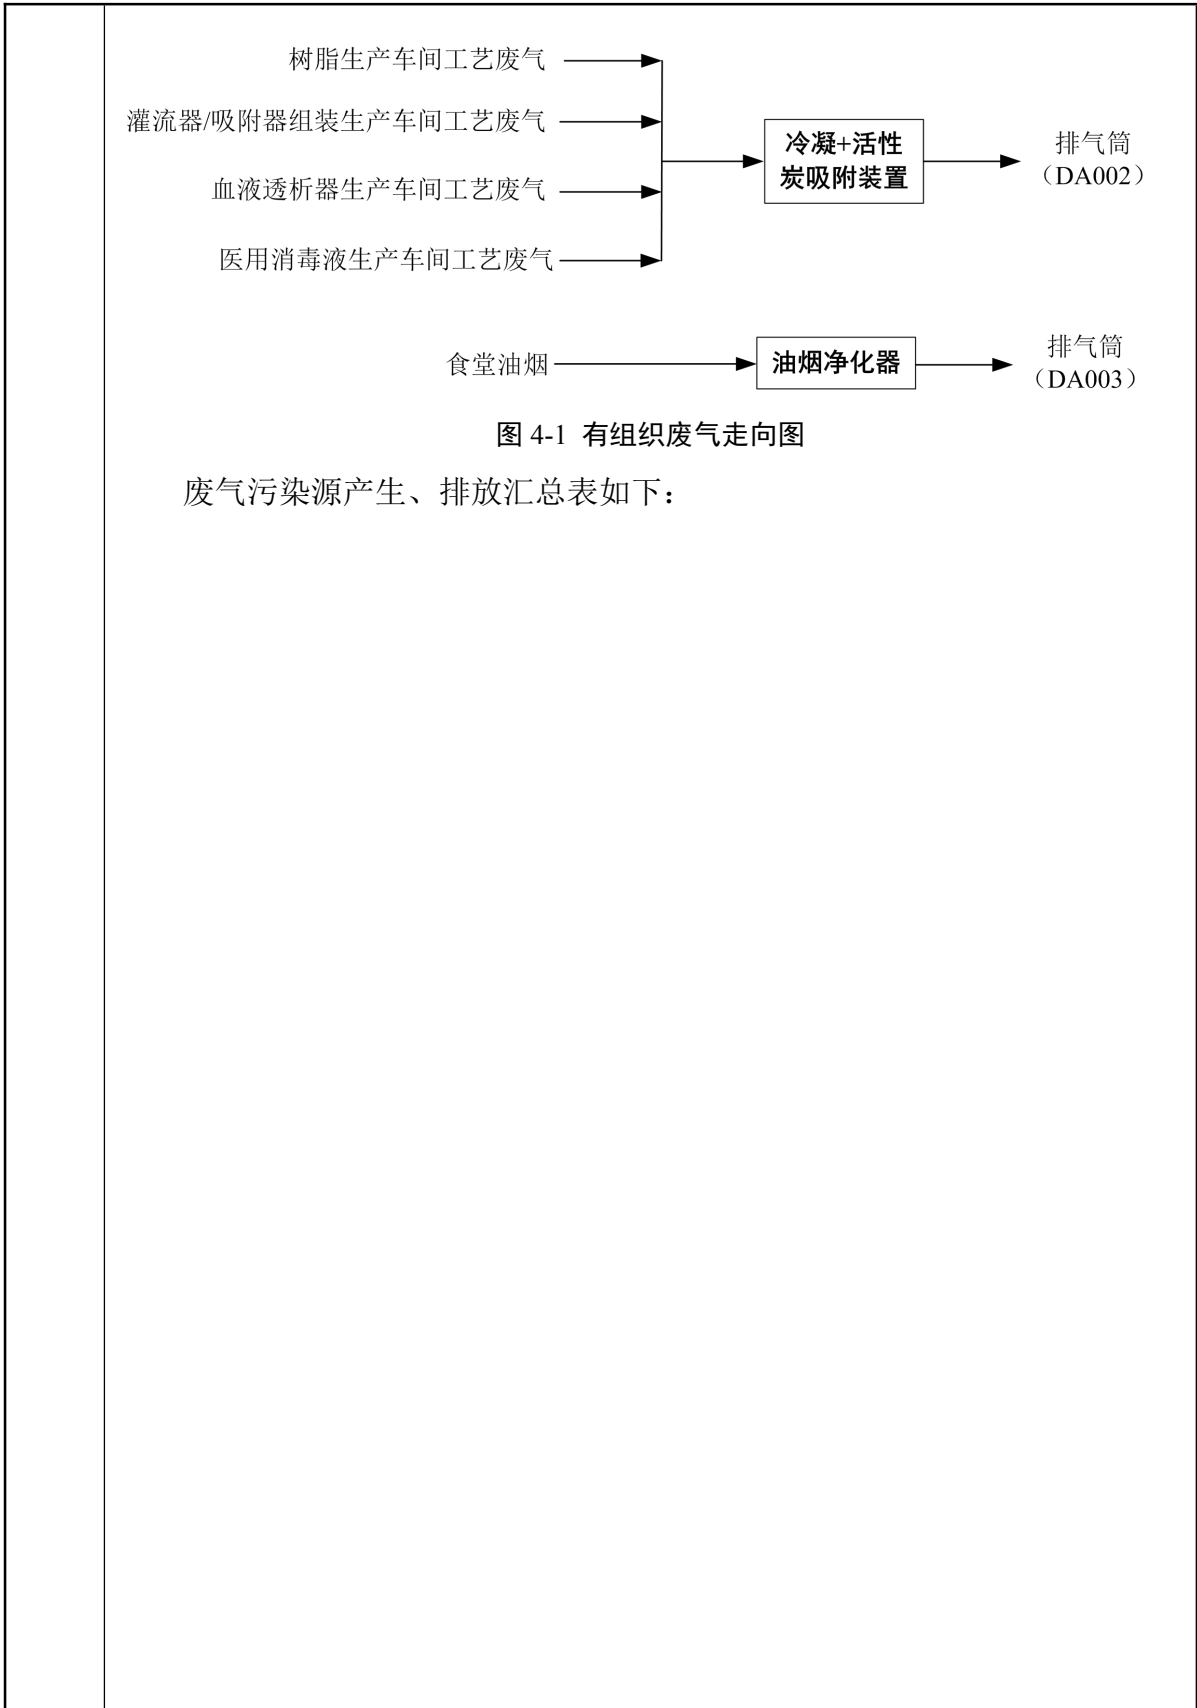 树脂生产车间工艺废气
灌流器/吸附器组装生产车间工艺废气
血液透析器生产车间工艺废气
医用消毒液生产车间工艺废气
冷凝+活性
炭吸附装置
排气筒
（DA002）
食堂油烟
油烟净化器
排气筒
（DA003）
图 4-1 有组织废气走向图
废气污染源产生、排放汇总表如下：